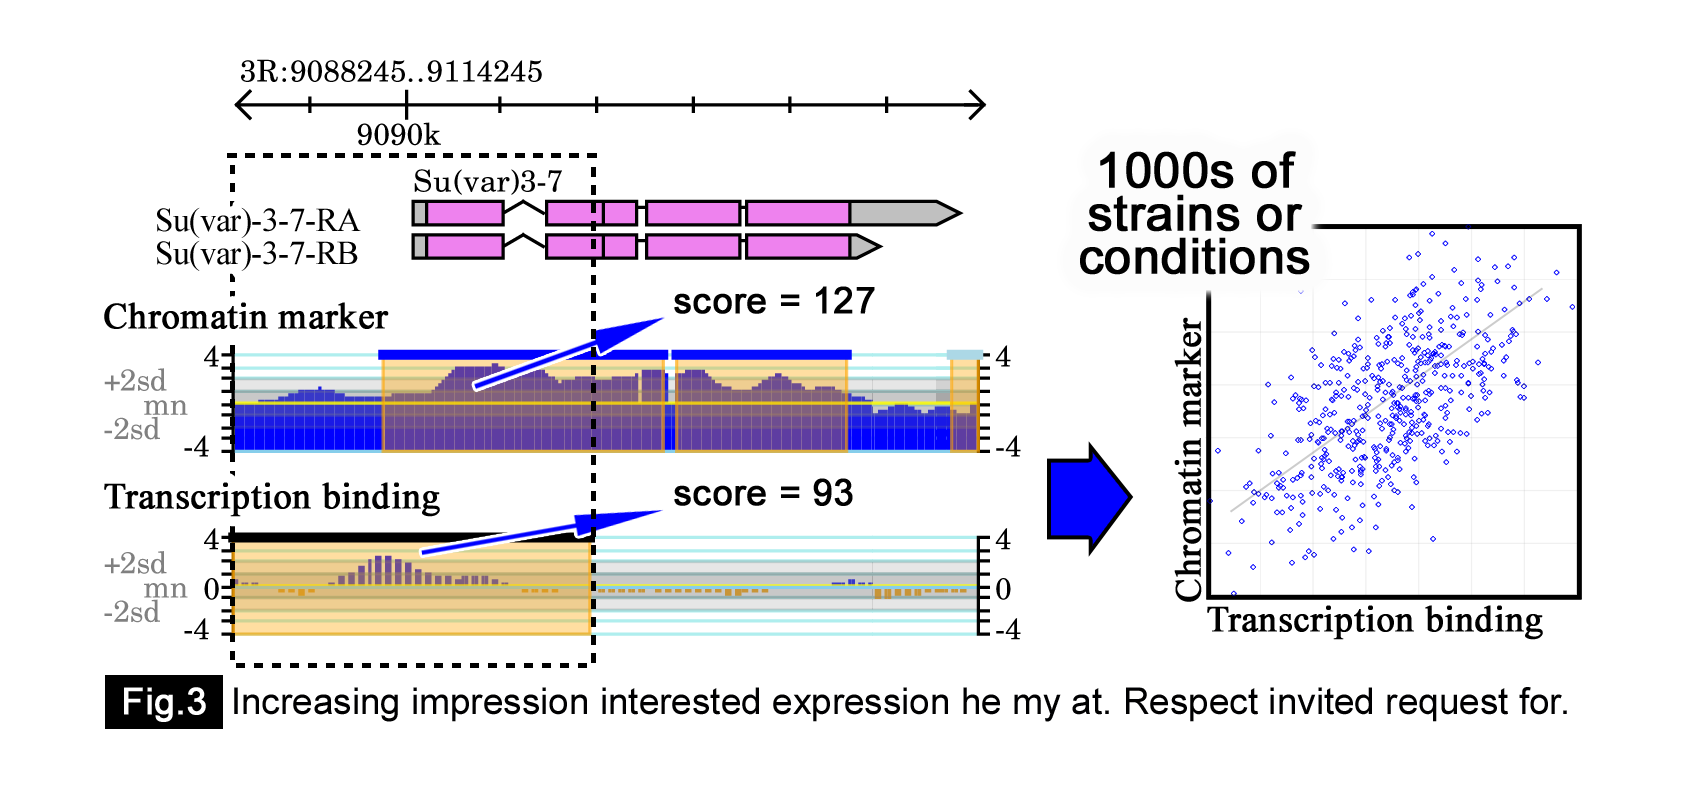 3R:9088245..9114245
9090k
Su(var)3-7
Su(var)-3-7-RA
Su(var)-3-7-RB
Chromatin marker
score = 127
4
+2sd
mn
-2sd
-4
4
-4
Transcription binding
score = 93
4
+2sd
mn
0
-2sd
-4
4
0
-4
1000s of
strains or
conditions
Chromatin marker
Transcription binding
Fig.3 Increasing impression interested expression he my at. Respect invited request for.